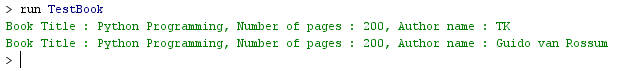 > run TestBook
Book Title : Python Programming, Number of pages : 200, Author name : TK
Book Title : Python Programming, Number of pages : 200, Author name : Guido van Rossum
>